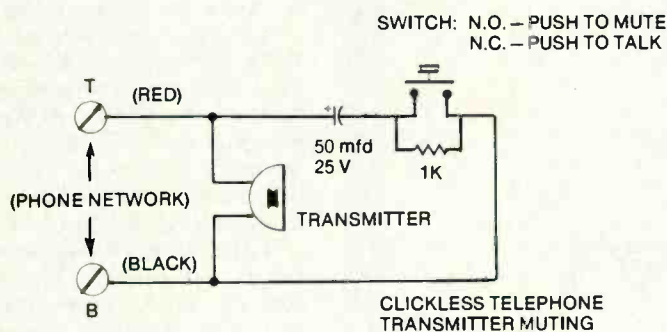 SWITCH: N.O. – PUSH TO MUTE
N.C. – PUSH TO TALK
T
(RED)
+
50 mfd
25 V
1K
(PHONE NETWORK)
TRANSMITTER
(BLACK)
B
CLICKLESS TELEPHONE
TRANSMITTER MUTING